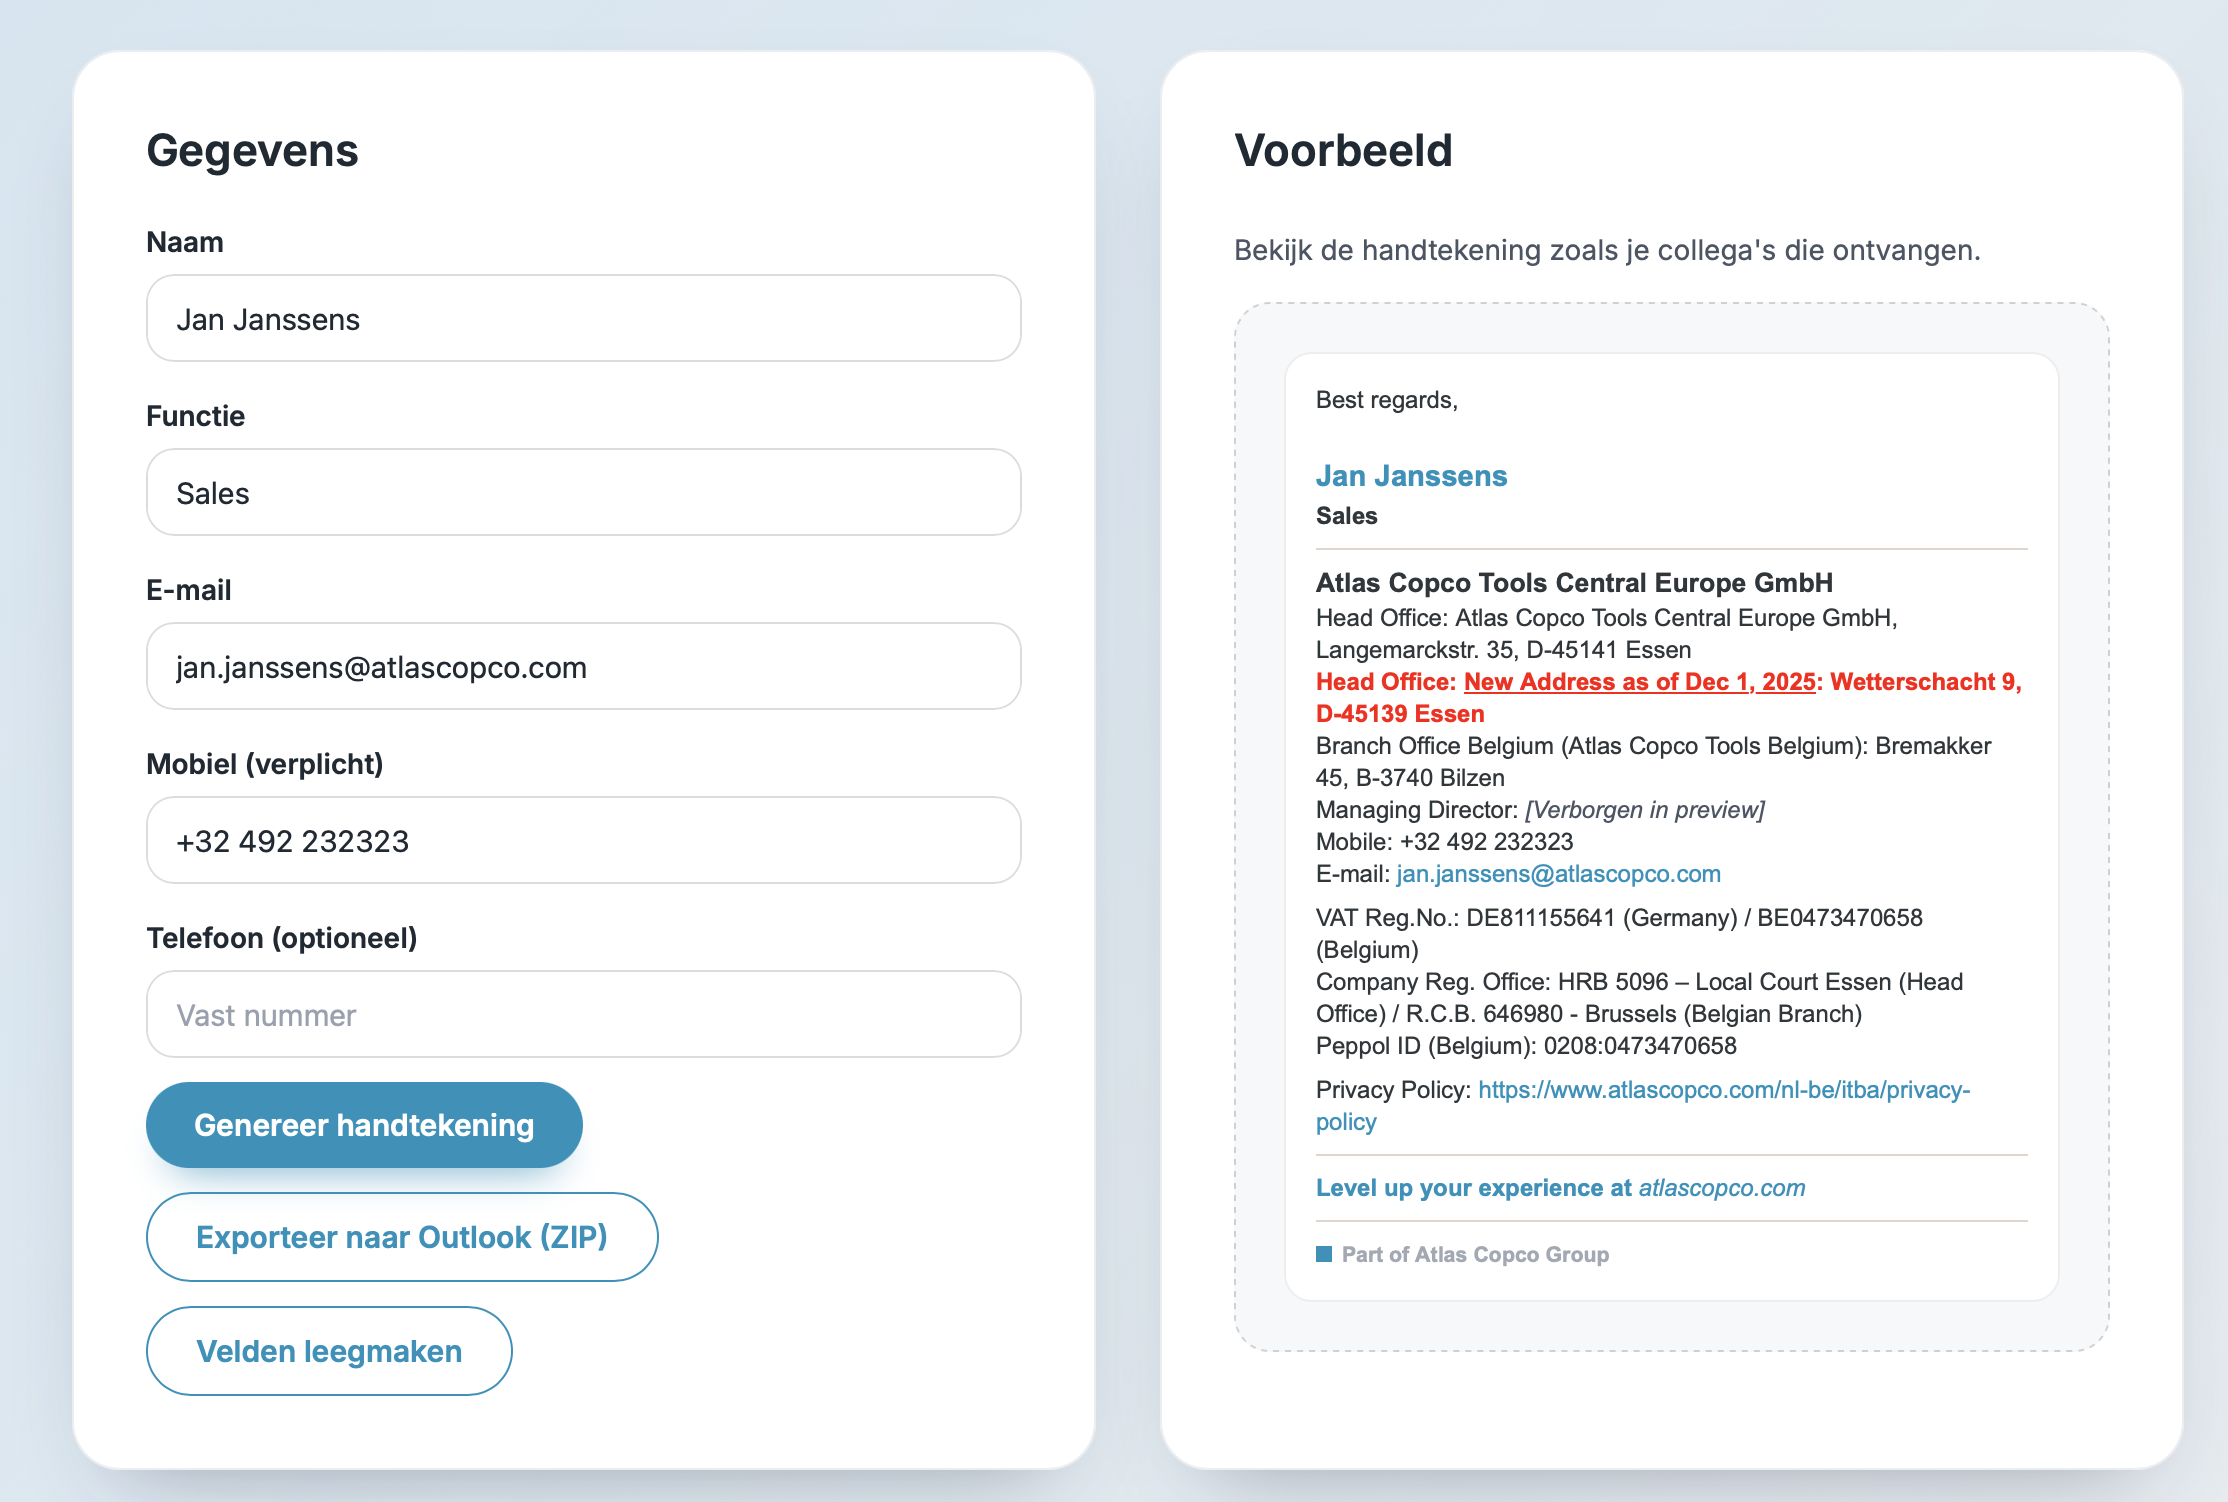 Gegevens
Naam
Jan Janssens
Functie
Sales
E-mail
jan.janssens@atlascopco.com
Mobiel (verplicht)
+32 492 232323
Telefoon (optioneel)
Vast nummer
Genereer handtekening
Exporteer naar Outlook (ZIP)
Velden leegmaken
Voorbeeld
Bekijk de handtekening zoals je collega's die ontvangen.
Best regards,
Jan Janssens
Sales
Atlas Copco Tools Central Europe GmbH
Head Office: Atlas Copco Tools Central Europe GmbH,
Langemarckstr. 35, D-45141 Essen
Head Office: New Address as of Dec 1, 2025: Wetterschacht 9,
D-45139 Essen
Branch Office Belgium (Atlas Copco Tools Belgium): Bremakker
45, B-3740 Bilzen
Managing Director: [Verborgen in preview]
Mobile: +32 492 232323
E-mail: jan.janssens@atlascopco.com
VAT Reg.No.: DE811155641 (Germany) / BE0473470658
(Belgium)
Company Reg. Office: HRB 5096 – Local Court Essen (Head
Office) / R.C.B. 646980 - Brussels (Belgian Branch)
Peppol ID (Belgium): 0208:0473470658
Privacy Policy: https://www.atlascopco.com/nl-be/itba/privacy-
policy
Level up your experience at atlascopco.com
Part of Atlas Copco Group